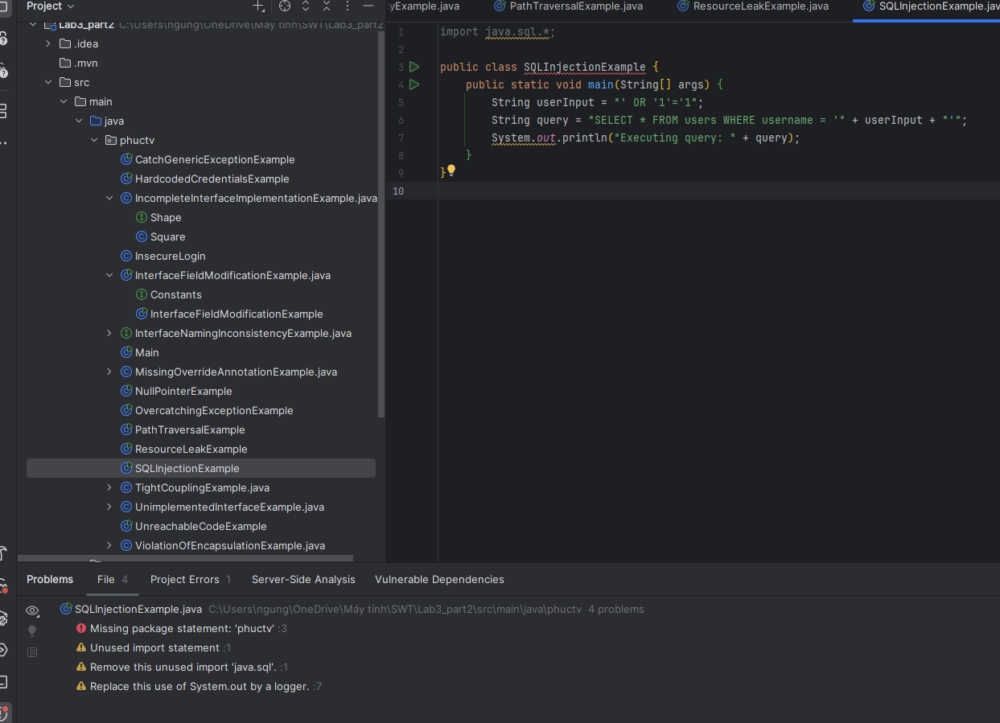 Project
Lab3_part2 C:\Users\ngung\OneDrive\Máy tính\SWT\Lab3_part2
.idea
.mvn
src
main
java
phuctv
CatchGenericExceptionExample
HardcodedCredentialsExample
IncompleteInterfaceImplementationExample.java
Shape
Square
InsecureLogin
InterfaceFieldModificationExample.java
Constants
InterfaceFieldModificationExample
InterfaceNamingInconsistencyExample.java
Main
MissingOverrideAnnotationExample.java
NullPointerExample
OvercatchingExceptionExample
PathTraversalExample
ResourceLeakExample
SQLInjectionExample
TightCouplingExample.java
UnimplementedInterfaceExample.java
UnreachableCodeExample
ViolationOfEncapsulationExample.java
yExample.java PathTraversalExample.java ResourceLeakExample.java SQLInjectionExample.jav
1 import java.sql.*;
2
3 public class SQLInjectionExample {
4 public static void main(String[] args) {
5 String userInput = "' OR '1'='1";
6 String query = "SELECT * FROM users WHERE username = '" + userInput + "'";
7 System.out.println("Executing query: " + query);
8 }
9 }
10
Problems File 4 Project Errors 1 Server-Side Analysis Vulnerable Dependencies
SQLInjectionExample.java C:\Users\ngung\OneDrive\Máy tính\SWT\Lab3_part2\src\main\java\phuctv 4 problems
Missing package statement: 'phuctv' :3
Unused import statement :1
Remove this unused import 'java.sql'. :1
Replace this use of System.out by a logger. :7